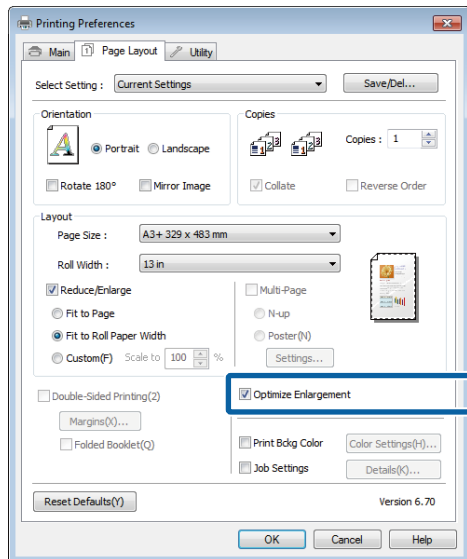 Printing Preferences
Main Page Layout Utility
Select Setting : Current Settings Save/Del...
Orientation Copies
Portrait Landscape Copies : 1
Rotate 180° Mirror Image Collate Reverse Order
Layout
Page Size : A3+ 329 x 483 mm
Roll Width : 13 in
Reduce/Enlarge Multi-Page
Fit to Page N-up
Fit to Roll Paper Width Poster(N)
Custom(F) Scale to 100 % Settings...
Double-Sided Printing(2) Optimize Enlargement
Margins(X)...
Folded Booklet(Q) Print Bckg Color Color Settings(H)...
Job Settings Details(K)...
Reset Defaults(Y) Version 6.70
OK Cancel Help